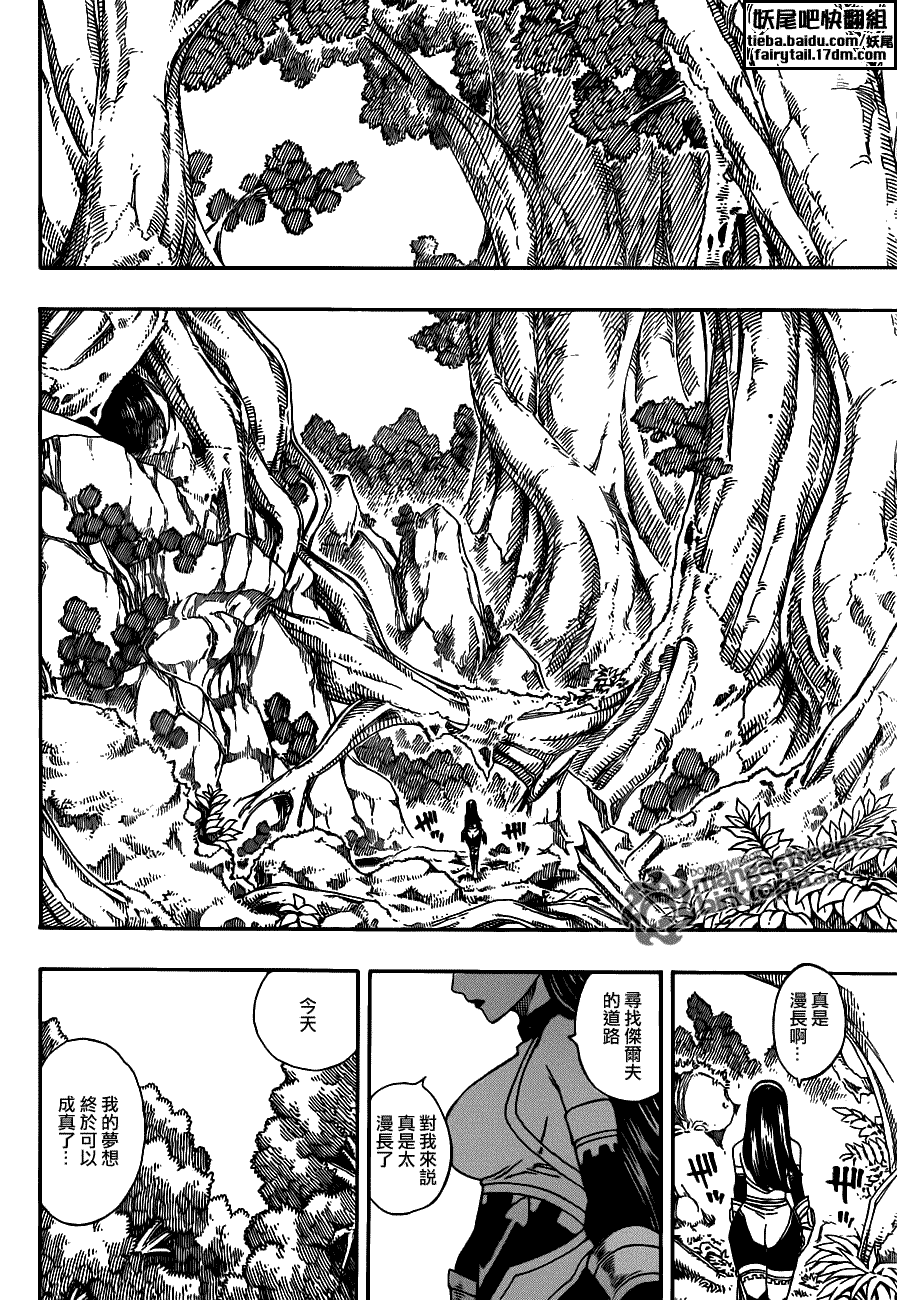 妖尾吧快翻組
tieba.baidu.com/妖尾
fairytail.17dm.com
真是
漫長啊…
尋找傑爾夫
的道路
對我來説
真是太
漫長了
今天
我的夢想
終於可以
成真了…